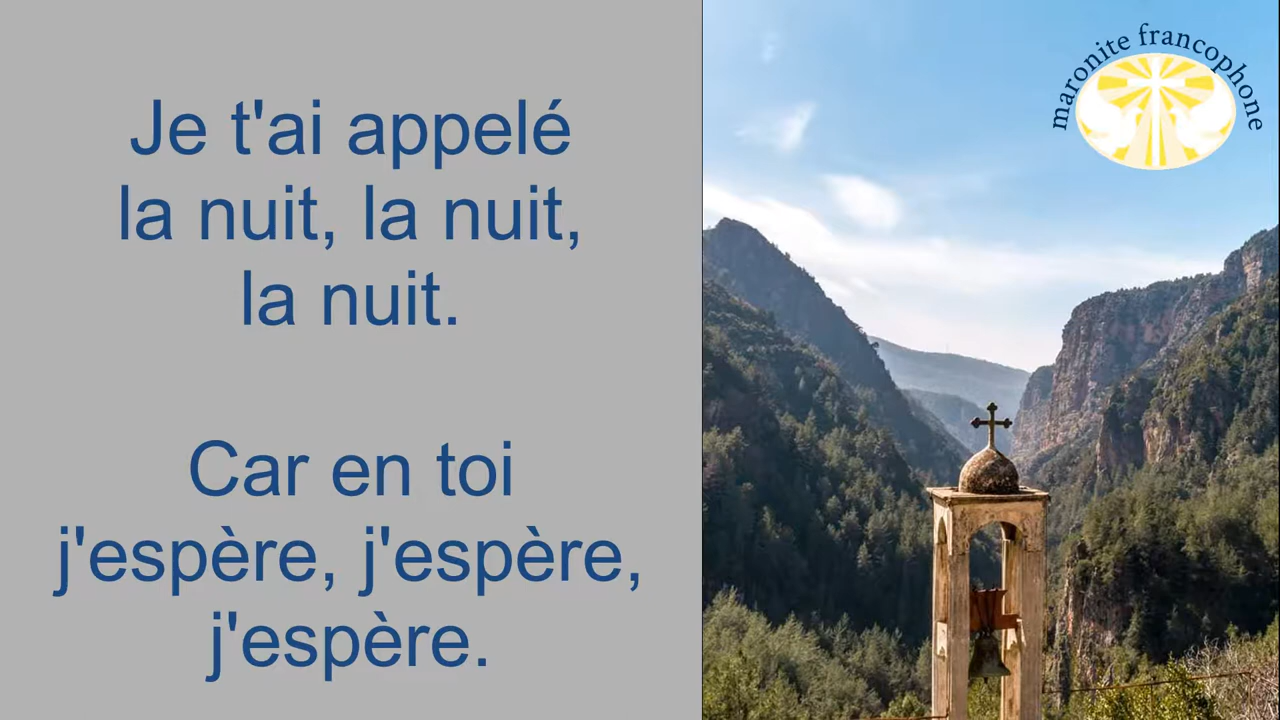 Je t'ai appelé
la nuit, la nuit,
la nuit.
Car en toi
j'espère, j'espère,
j'espère.
maronite francophone